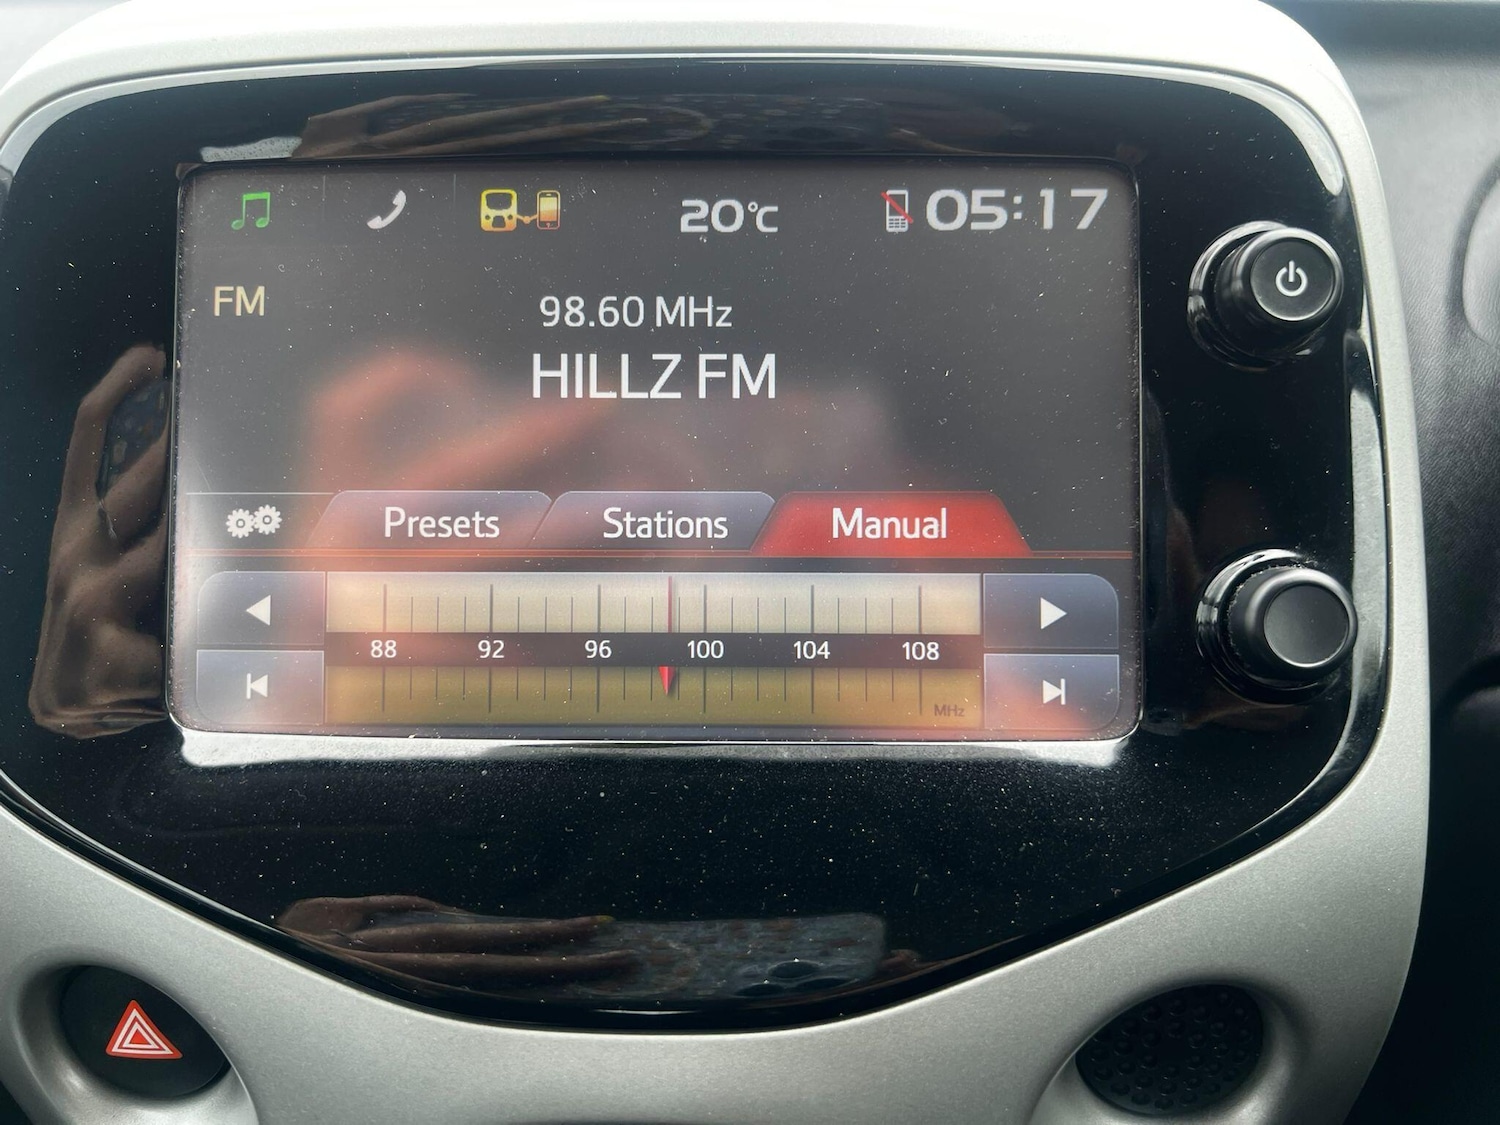 20°C 05:17
FM
98.60 MHz
HILLZ FM
Presets Stations Manual
88 92 96 100 104 108
MHz